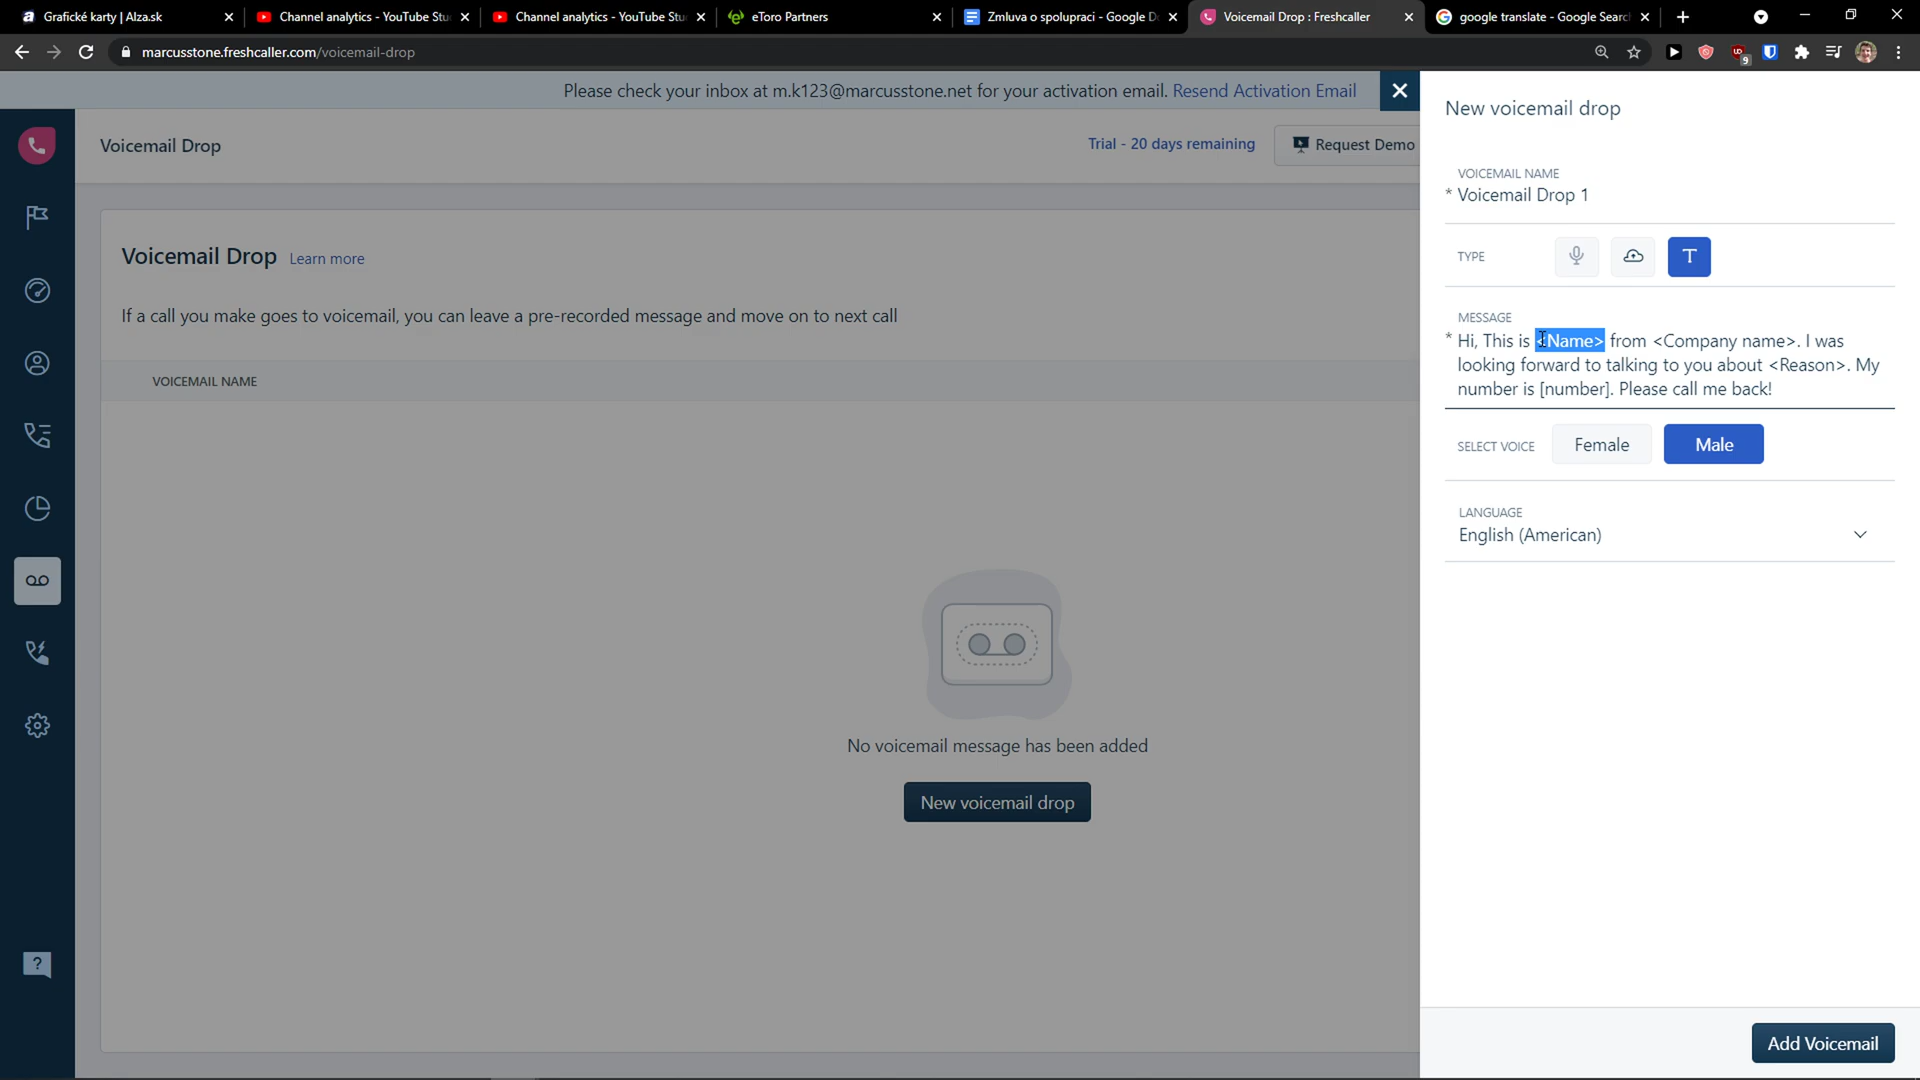 Grafické karty | Alza.sk
Channel analytics - YouTube Stu
Channel analytics - YouTube Stu
eToro Partners
Zmluva o spolupraci - Google D
Voicemail Drop : Freshcaller
google translate - Google Search
marcusstone.freshcaller.com/voicemail-drop
9
Please check your inbox at m.k123@marcusstone.net for your activation email. Resend Activation Email
Voicemail Drop
Trial - 20 days remaining
Request Demo
Voicemail Drop Learn more
If a call you make goes to voicemail, you can leave a pre-recorded message and move on to next call
VOICEMAIL NAME
No voicemail message has been added
New voicemail drop
New voicemail drop
VOICEMAIL NAME
* Voicemail Drop 1
TYPE
T
MESSAGE
* Hi, This is <Name> from <Company name>. I was
looking forward to talking to you about <Reason>. My
number is [number]. Please call me back!
SELECT VOICE Female Male
LANGUAGE
English (American)
Add Voicemail